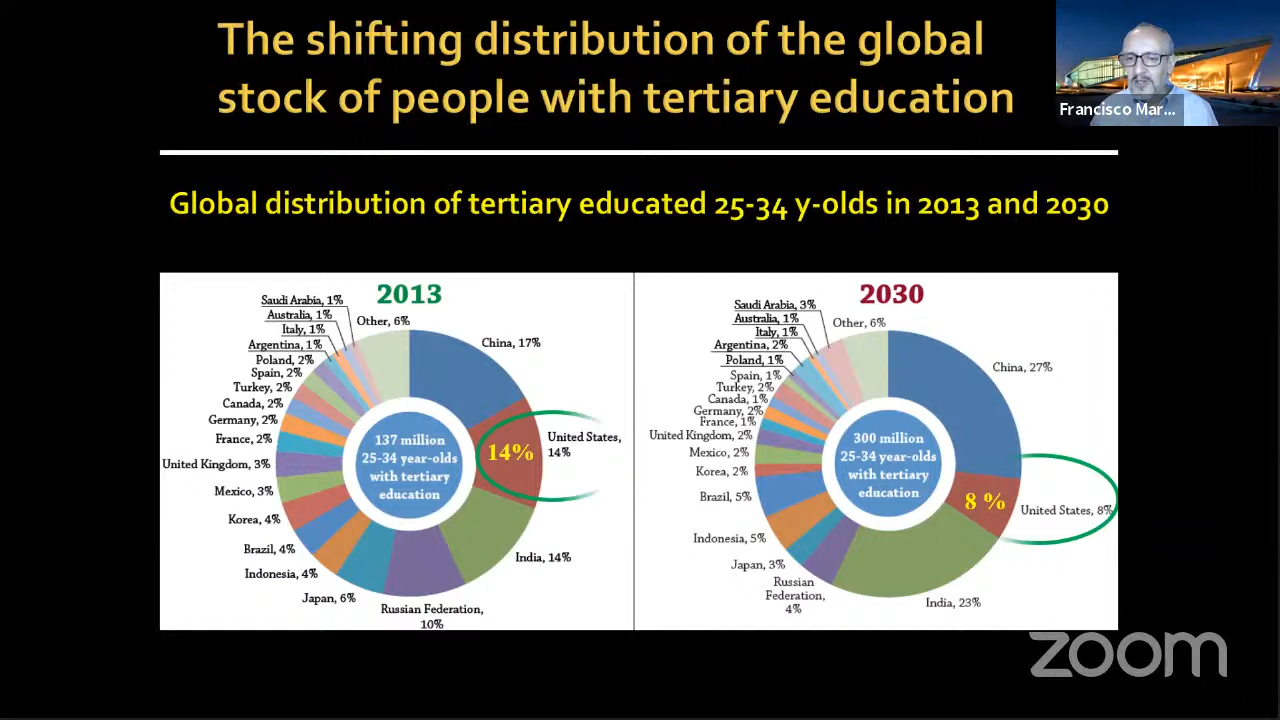 The shifting distribution of the global
stock of people with tertiary education
Francisco Mar...
Global distribution of tertiary educated 25-34 y-olds in 2013 and 2030
2013
Saudi Arabia, 1%
Australia, 1%
Italy, 1%
Argentina, 1%
Poland, 2%
Spain, 2%
Turkey, 2%
Canada, 2%
Germany, 2%
France, 2%
United Kingdom, 3%
Mexico, 3%
Korea, 4%
Brazil, 4%
Indonesia, 4%
Japan, 6%
Russian Federation,
10%
India, 14%
United States,
14%
14%
China, 17%
Other, 6%
137 million
25-34 year-olds
with tertiary
education
2030
Saudi Arabia, 3%
Australia, 1%
Italy, 1%
Argentina, 2%
Poland, 1%
Spain, 1%
Turkey, 2%
Canada, 1%
Germany, 2%
France, 1%
United Kingdom, 2%
Mexico, 2%
Korea, 2%
Brazil, 5%
Indonesia, 5%
Japan, 3%
Russian
Federation,
4%
India, 23%
United States, 8%
8 %
China, 27%
Other, 6%
300 million
25-34 year-olds
with tertiary
education
zoom